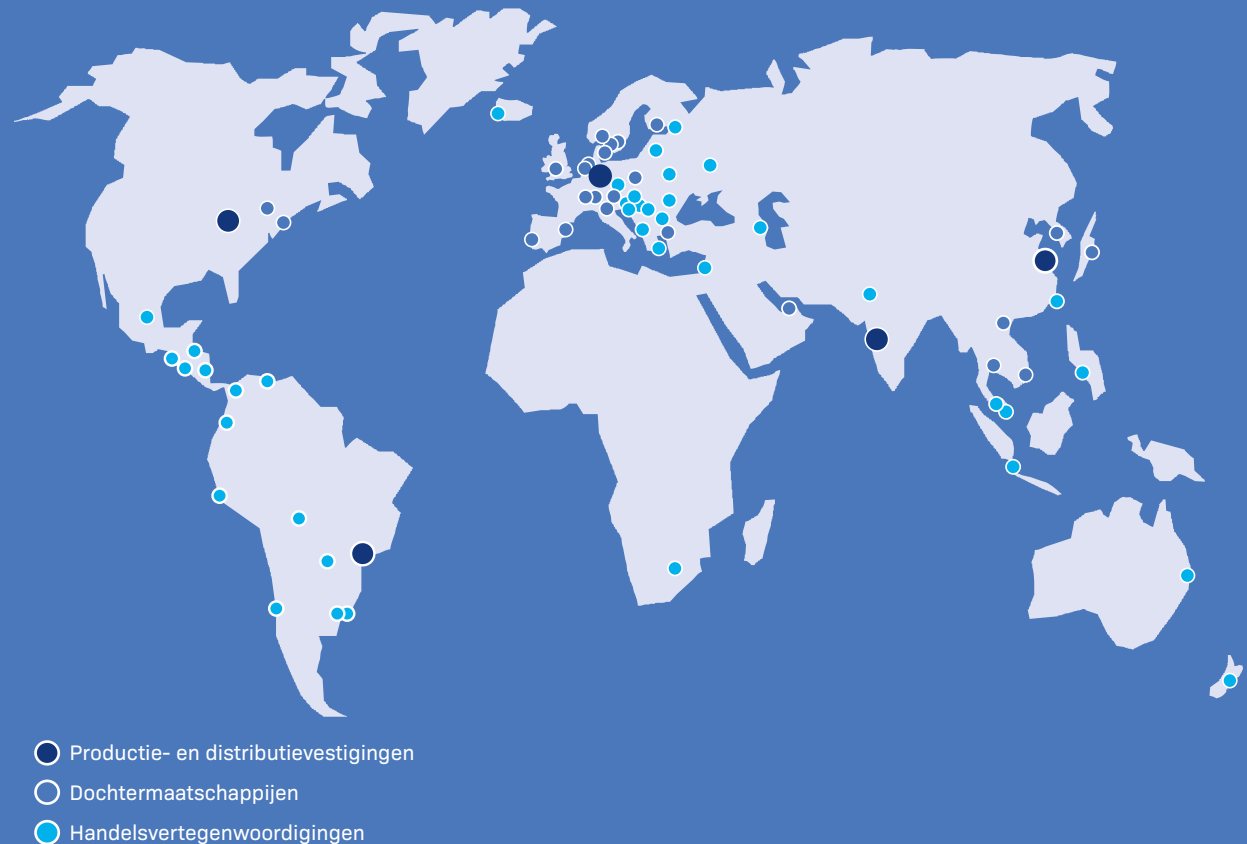 Productie- en distributievestigingen
Dochtermaatschappijen
Handelsvertegenwoordigingen